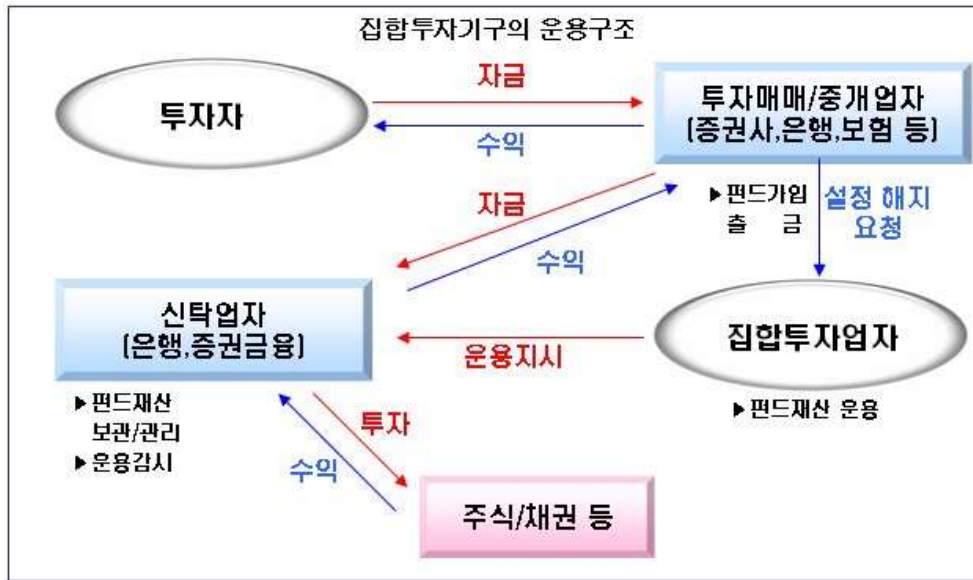 집합투자기구의 운용구조
투자자
자금
수익
투자매매/중개업자
(증권사,은행,보험 등)
▶펀드가입
출 금
설정 해지
요청
자금
수익
신탁업자
(은행,증권금융)
운용지시
집합투자업자
▶펀드재산 운용
▶펀드재산
보관/관리
▶운용감시
투자
수익
주식/채권 등